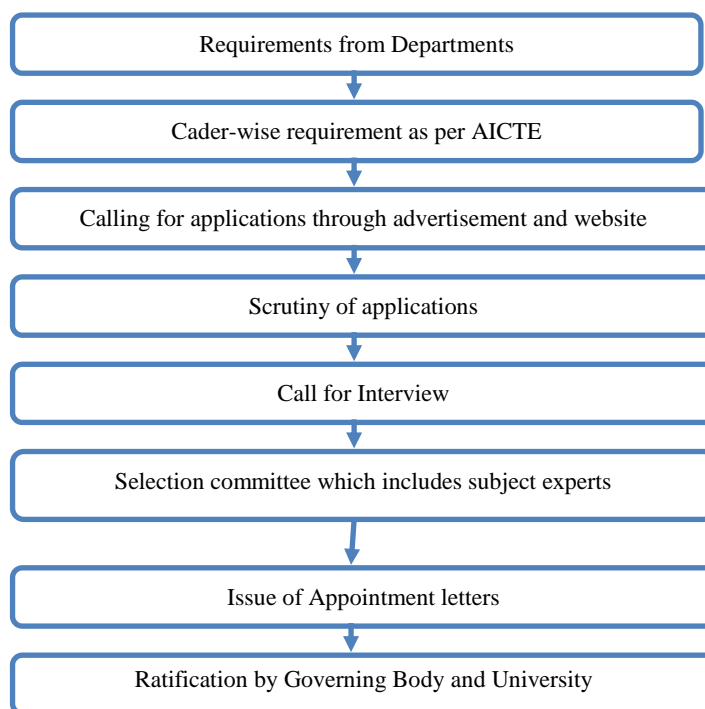 Requirements from Departments
Cader-wise requirement as per AICTE
Calling for applications through advertisement and website
Scrutiny of applications
Call for Interview
Selection committee which includes subject experts
Issue of Appointment letters
Ratification by Governing Body and University